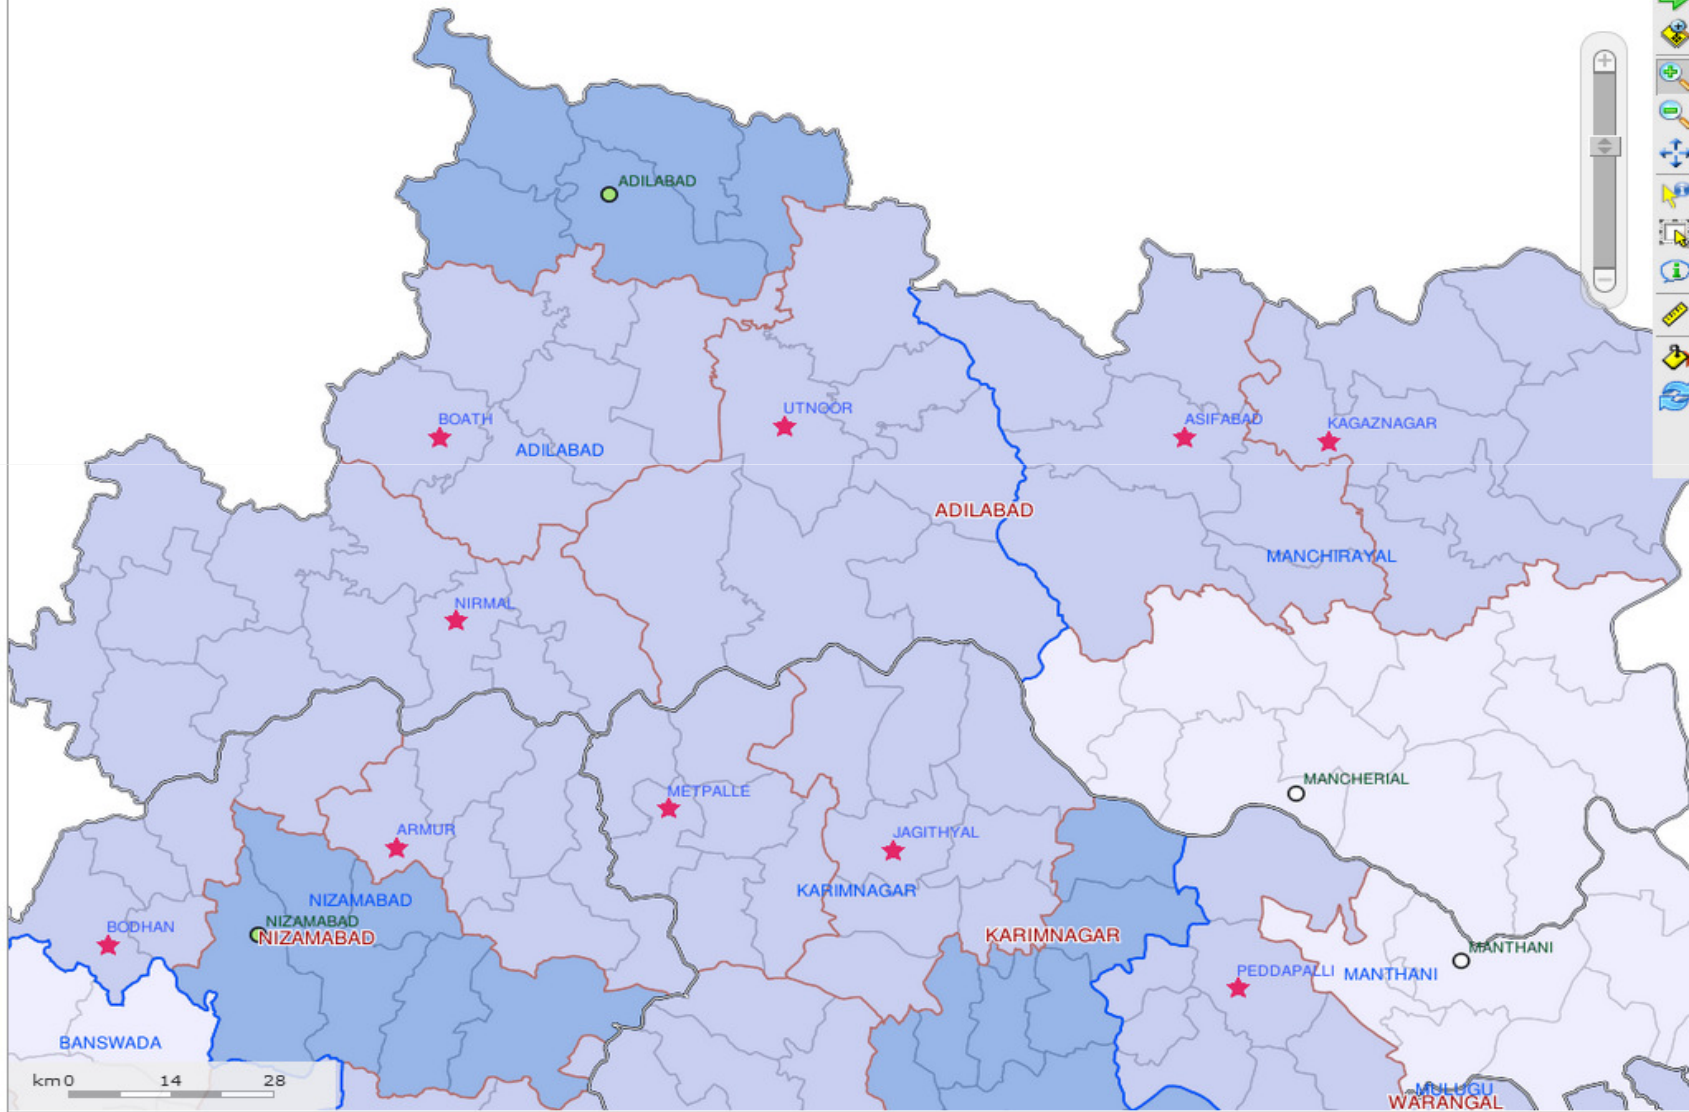 ADILABAD
BOATH
UTNOOR
ASIFABAD
KAGAZNAGAR
ADILABAD
ADILABAD
MANCHIRAYAL
NIRMAL
MANCHERIAL
METPALLE
ARMUR
JAGITHYAL
KARIMNAGAR
NIZAMABAD
NIZAMABAD
NIZAMABAD
BODHAN
KARIMNAGAR
MANTHANI
PEDDAPALLI
MANTHANI
BANSWADA
km 0 14 28
MULUGU
WARANGAL